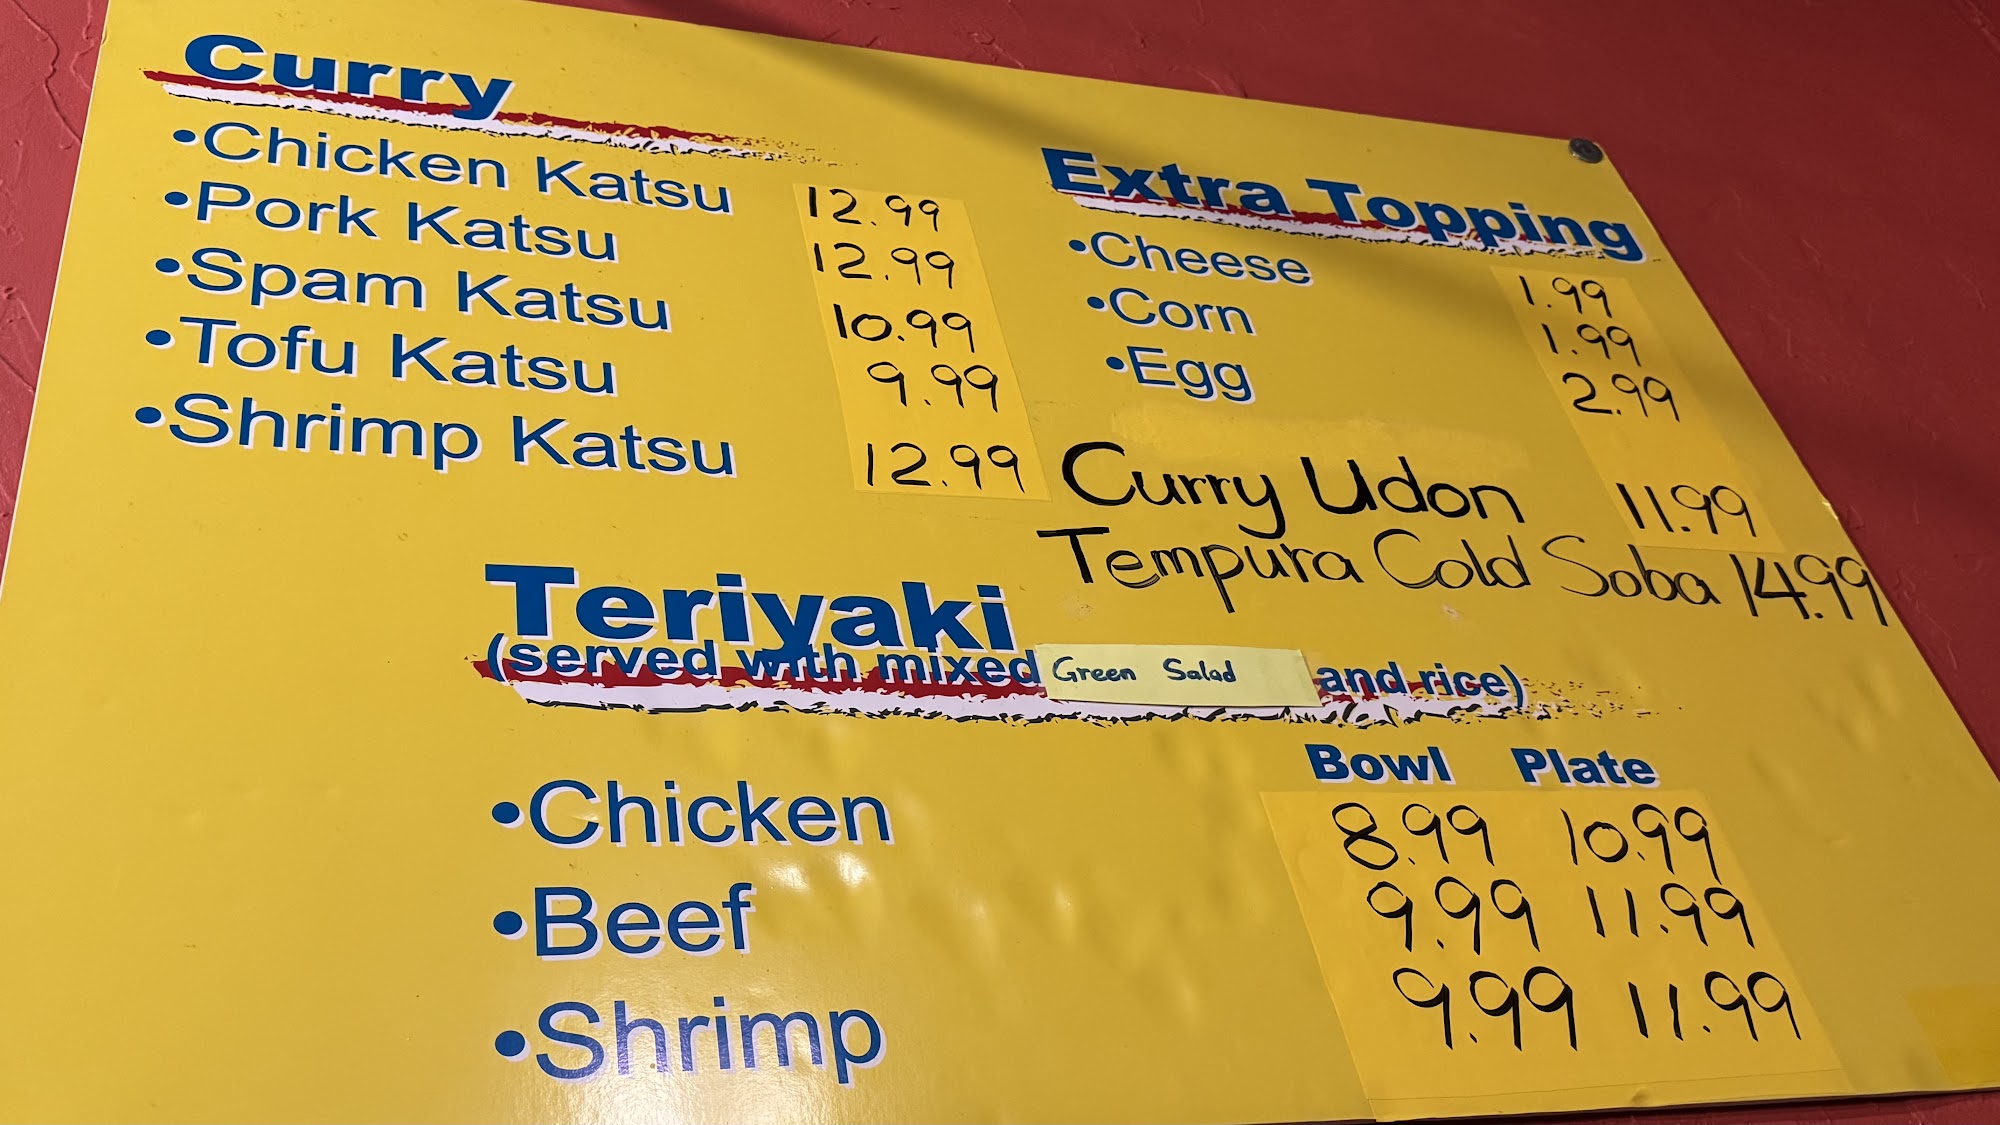 Curry
•Chicken Katsu 12.99
•Pork Katsu 12.99
•Spam Katsu 10.99
•Tofu Katsu 9.99
•Shrimp Katsu 12.99
Extra Topping
•Cheese 1.99
•Corn 1.99
•Egg 2.99
Curry Udon 11.99
Tempura Cold Soba 14.99
Teriyaki
(served with mixed Green Salad and rice)
Bowl Plate
•Chicken 8.99 10.99
•Beef 9.99 11.99
•Shrimp 9.99 11.99